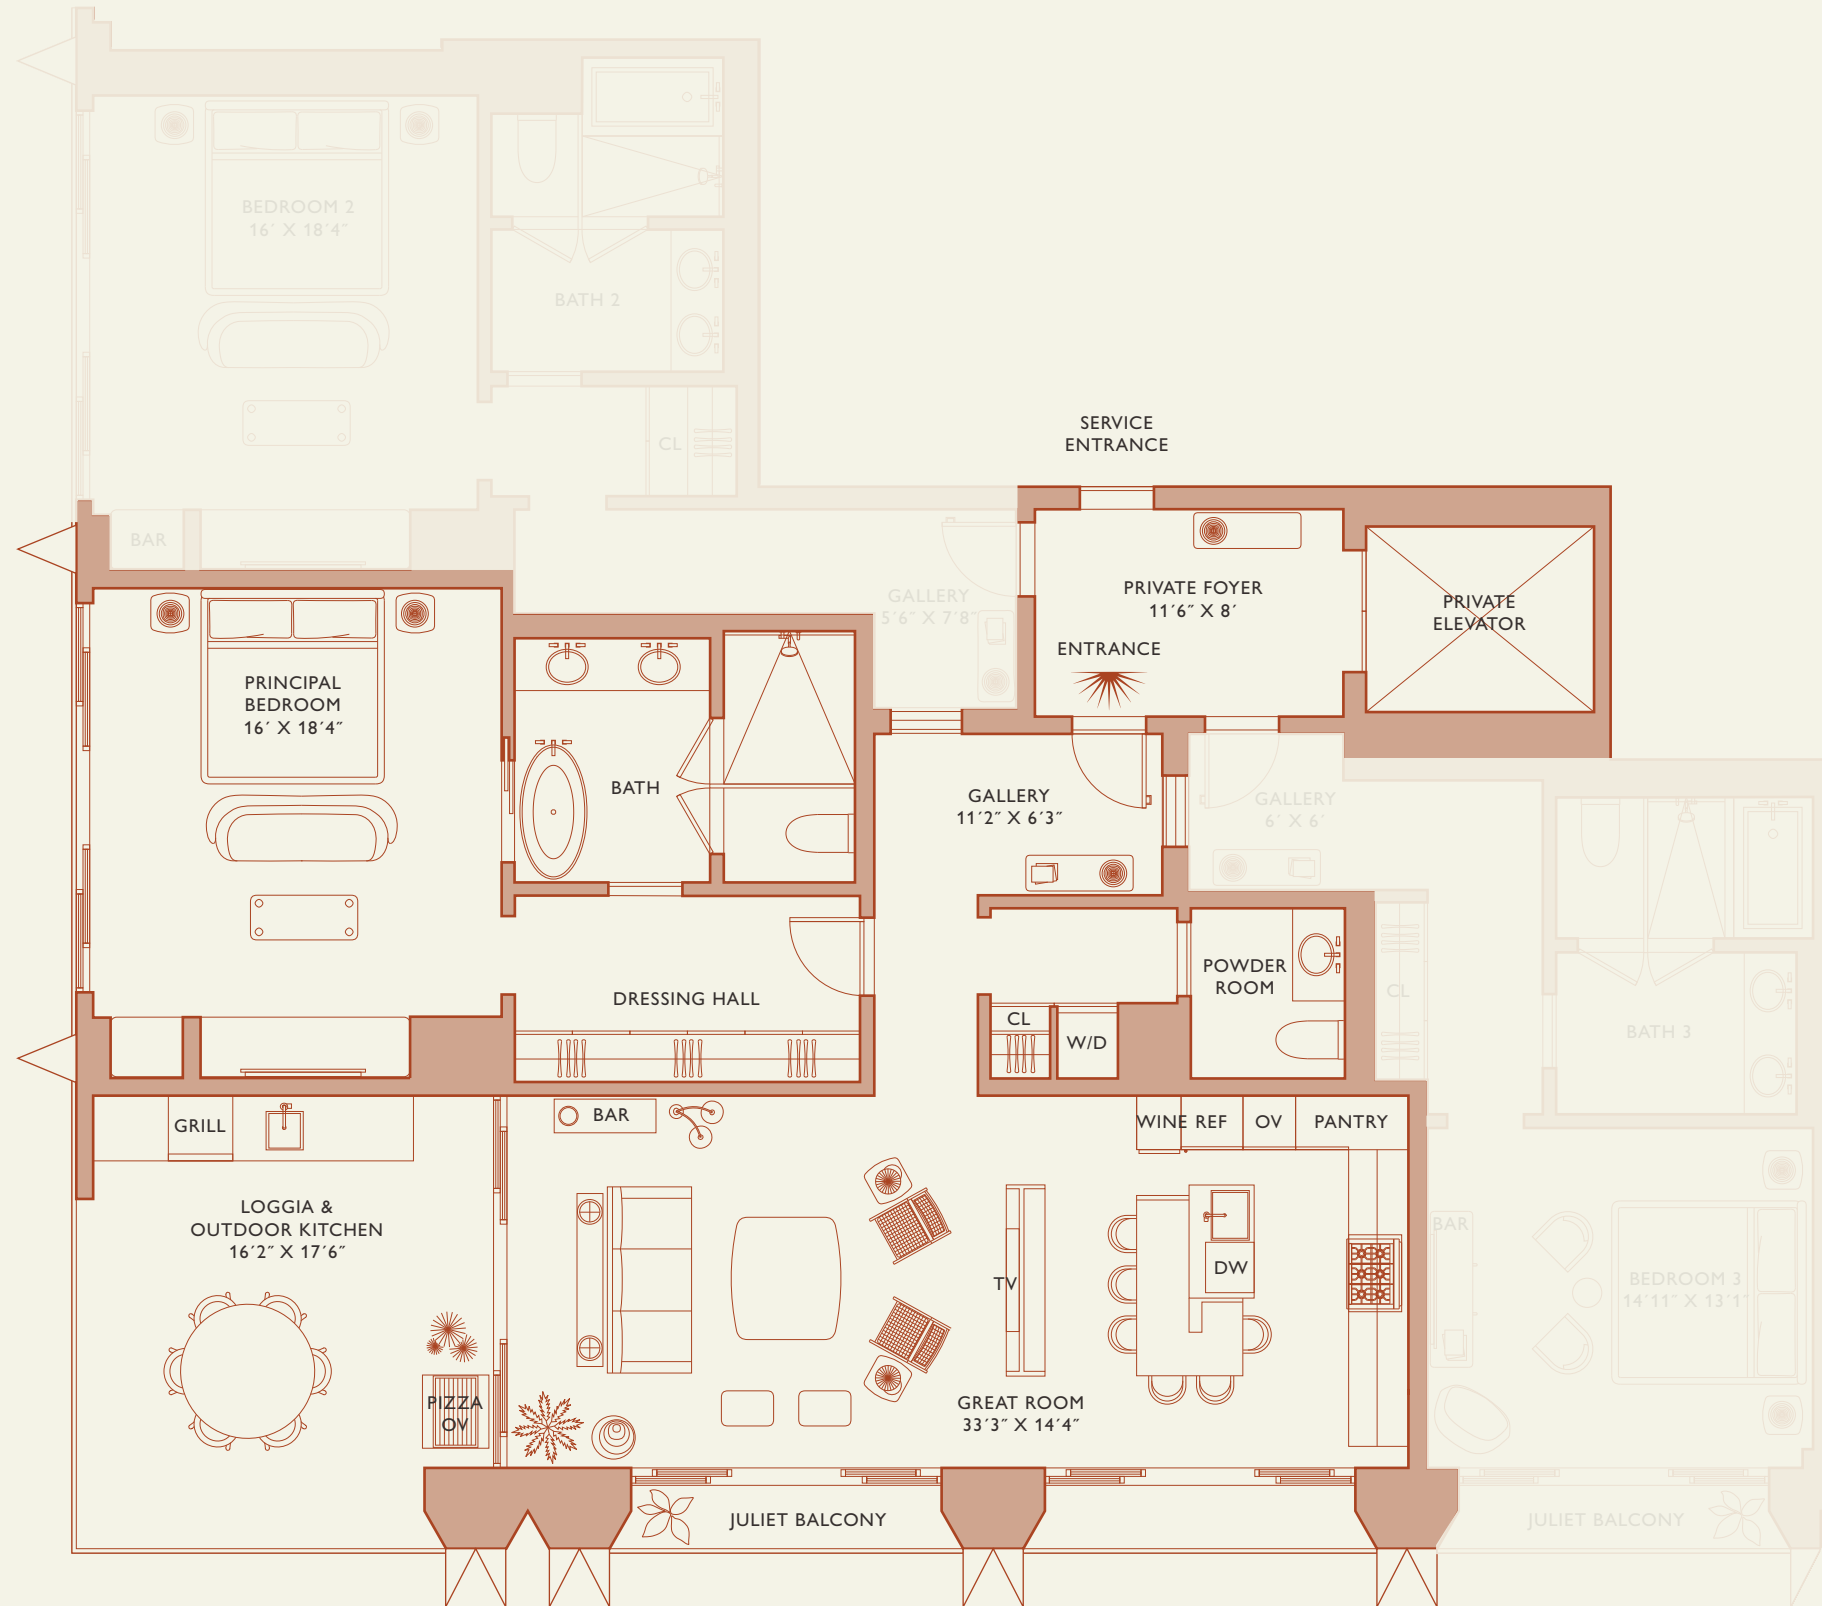 BEDROOM 2
16′ X 18′4″
BATH 2
CL
BAR
SERVICE
ENTRANCE
GALLERY
5′6″ X 7′8″
PRIVATE FOYER
11′6″ X 8′
ENTRANCE
PRIVATE
ELEVATOR
PRINCIPAL
BEDROOM
16′ X 18′4″
BATH
GALLERY
11′2″ X 6′3″
GALLERY
6′ X 6′
DRESSING HALL
POWDER
ROOM
CL
W/D
CL
BATH 3
GRILL
BAR
WINE REF
OV
PANTRY
LOGGIA &
OUTDOOR KITCHEN
16′2″ X 17′6″
TV
DW
BAR
BEDROOM 3
14′11″ X 13′1″
PIZZA
OV
GREAT ROOM
33′3″ X 14′4″
JULIET BALCONY
JULIET BALCONY